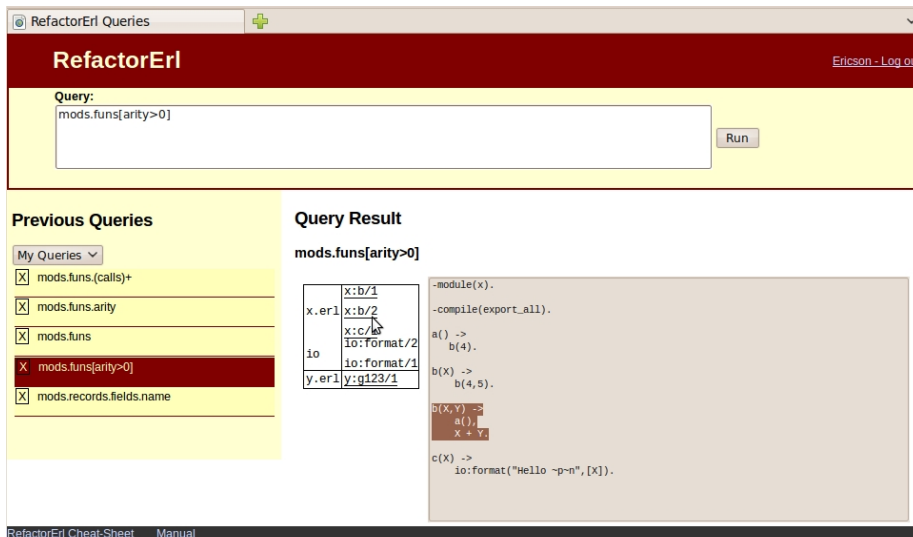 RefactorErl Queries
RefactorErl
Ericson - Log ou
Query:
mods.funs[arity>0]
Run
Previous Queries
My Queries
X mods.funs.(calls)+
X mods.funs.arity
X mods.funs
X mods.funs[arity>0]
X mods.records.fields.name
Query Result
mods.funs[arity>0]
x.erl
x:b/1
x:b/2
x:c/
io
io:format/2
io:format/1
y.erl
y:g123/1
-module(x).
-compile(export_all).
a() ->
b(4).
b(X) ->
b(4,5).
b(X,Y) ->
a(),
X + Y.
c(X) ->
io:format("Hello ~p~n",[X]).
RefactorErl Cheat-Sheet Manual